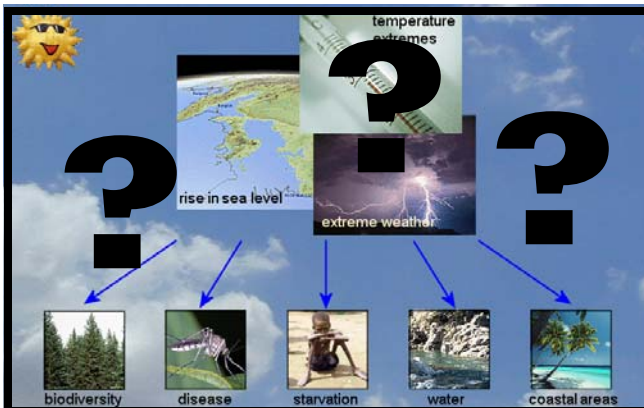 temperature
extremes
?
?
?
rise in sea level
extreme weather
biodiversity
disease
starvation
water
coastal areas